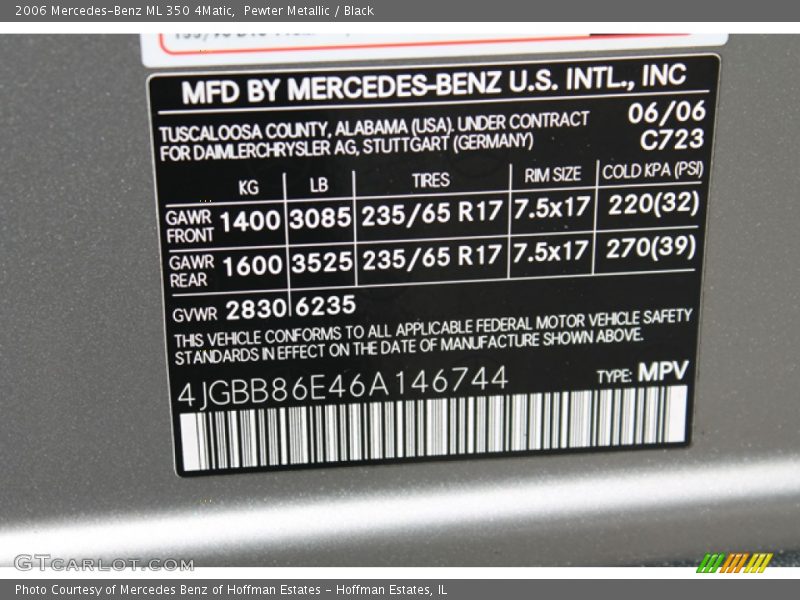 2006 Mercedes-Benz ML 350 4Matic, Pewter Metallic / Black
MFD BY MERCEDES-BENZ U.S. INTL., INC
TUSCALOOSA COUNTY, ALABAMA (USA). UNDER CONTRACT 06/06
FOR DAIMLERCHRYSLER AG, STUTTGART (GERMANY) C723
KG LB TIRES RIM SIZE COLD KPA (PSI)
GAWR FRONT 1400 3085 235/65 R17 7.5x17 220(32)
GAWR REAR 1600 3525 235/65 R17 7.5x17 270(39)
GVWR 2830 6235
THIS VEHICLE CONFORMS TO ALL APPLICABLE FEDERAL MOTOR VEHICLE SAFETY
STANDARDS IN EFFECT ON THE DATE OF MANUFACTURE SHOWN ABOVE.
4JGBB86E46A146744 TYPE: MPV
GTcarlot.com
Photo Courtesy of Mercedes Benz of Hoffman Estates - Hoffman Estates, IL